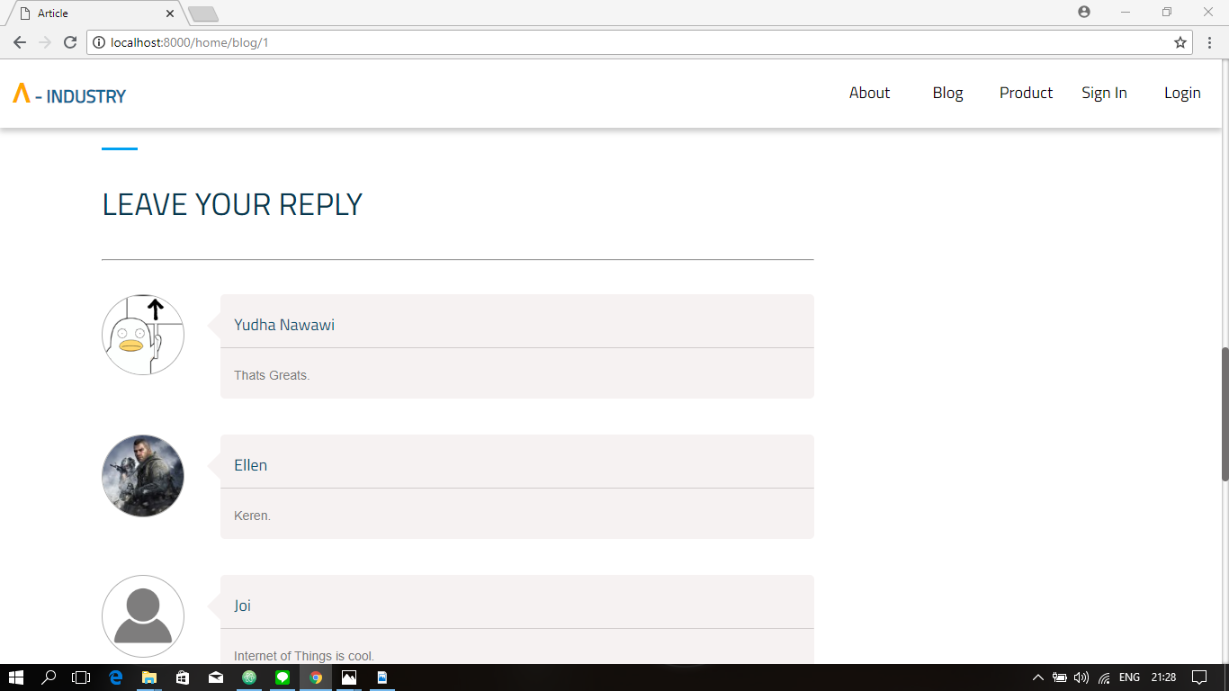 Article
localhost:8000/home/blog/1
Λ - INDUSTRY
About Blog Product Sign In Login
LEAVE YOUR REPLY
Yudha Nawawi
Thats Greats.
Ellen
Keren.
Joi
Internet of Things is cool.
ENG 21:28